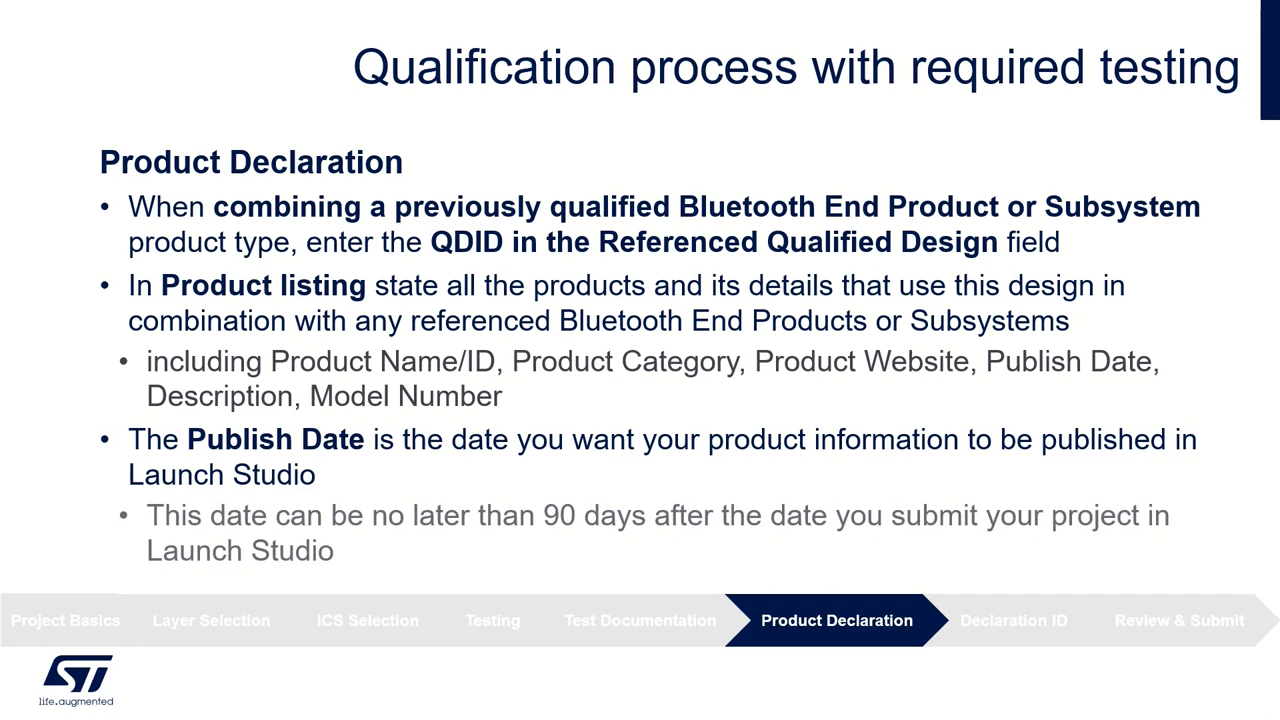 Qualification process with required testing
Product Declaration
• When combining a previously qualified Bluetooth End Product or Subsystem
product type, enter the QDID in the Referenced Qualified Design field
• In Product listing state all the products and its details that use this design in
combination with any referenced Bluetooth End Products or Subsystems
• including Product Name/ID, Product Category, Product Website, Publish Date,
Description, Model Number
• The Publish Date is the date you want your product information to be published in
Launch Studio
• This date can be no later than 90 days after the date you submit your project in
Launch Studio
Project Basics Layer Selection ICS Selection Testing Test Documentation Product Declaration Declaration ID Review & Submit
ST
life.augmented